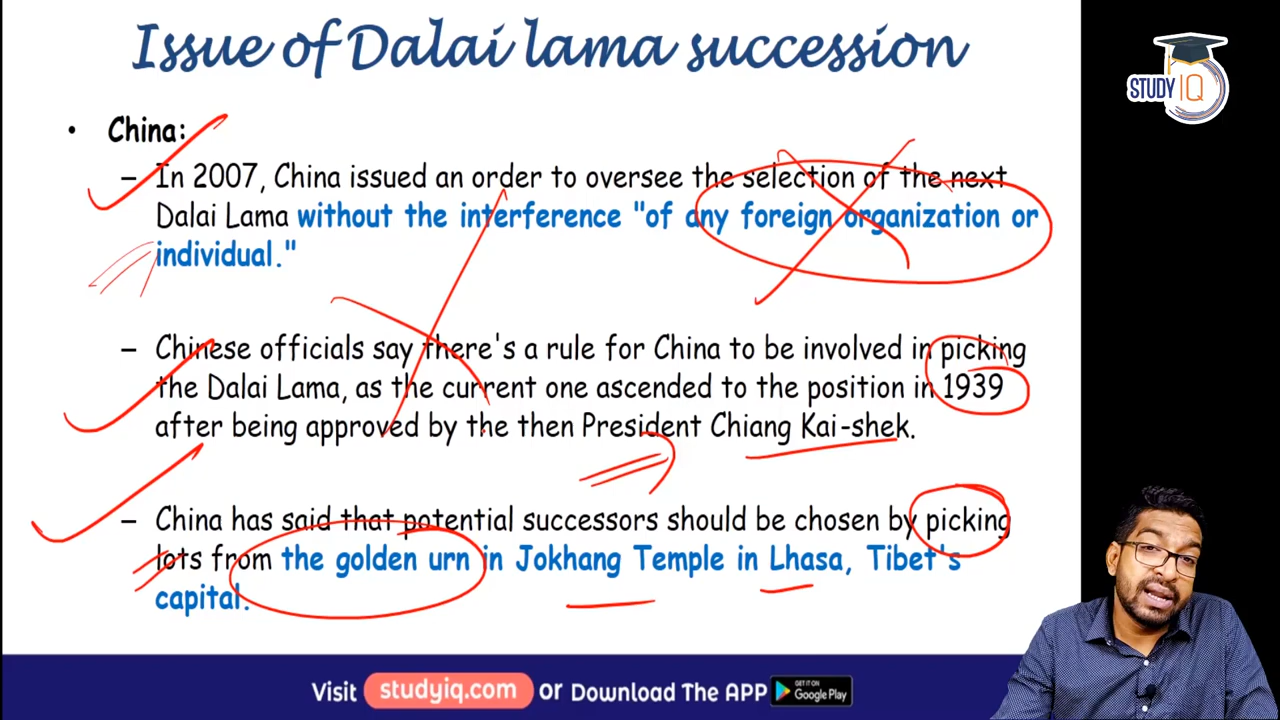 Issue of Dalai lama succession
STUDY IQ
• China:
– In 2007, China issued an order to oversee the selection of the next
Dalai Lama without the interference "of any foreign organization or
individual."
– Chinese officials say there's a rule for China to be involved in picking
the Dalai Lama, as the current one ascended to the position in 1939
after being approved by the then President Chiang Kai-shek.
– China has said that potential successors should be chosen by picking
lots from the golden urn in Jokhang Temple in Lhasa, Tibet's
capital.
Visit studyiq.com or Download The APP GET IT ON Google Play